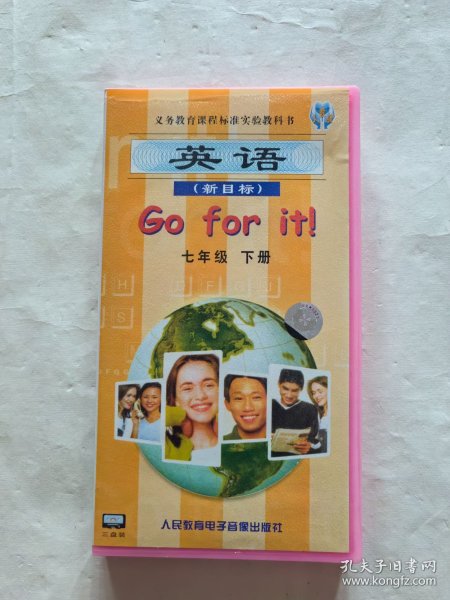 义务教育课程标准实验教科书
英语
(新目标)
Go for it!
七年级 下册
三盘装
人民教育电子音像出版社
孔夫子旧书网
www.kongfz.com